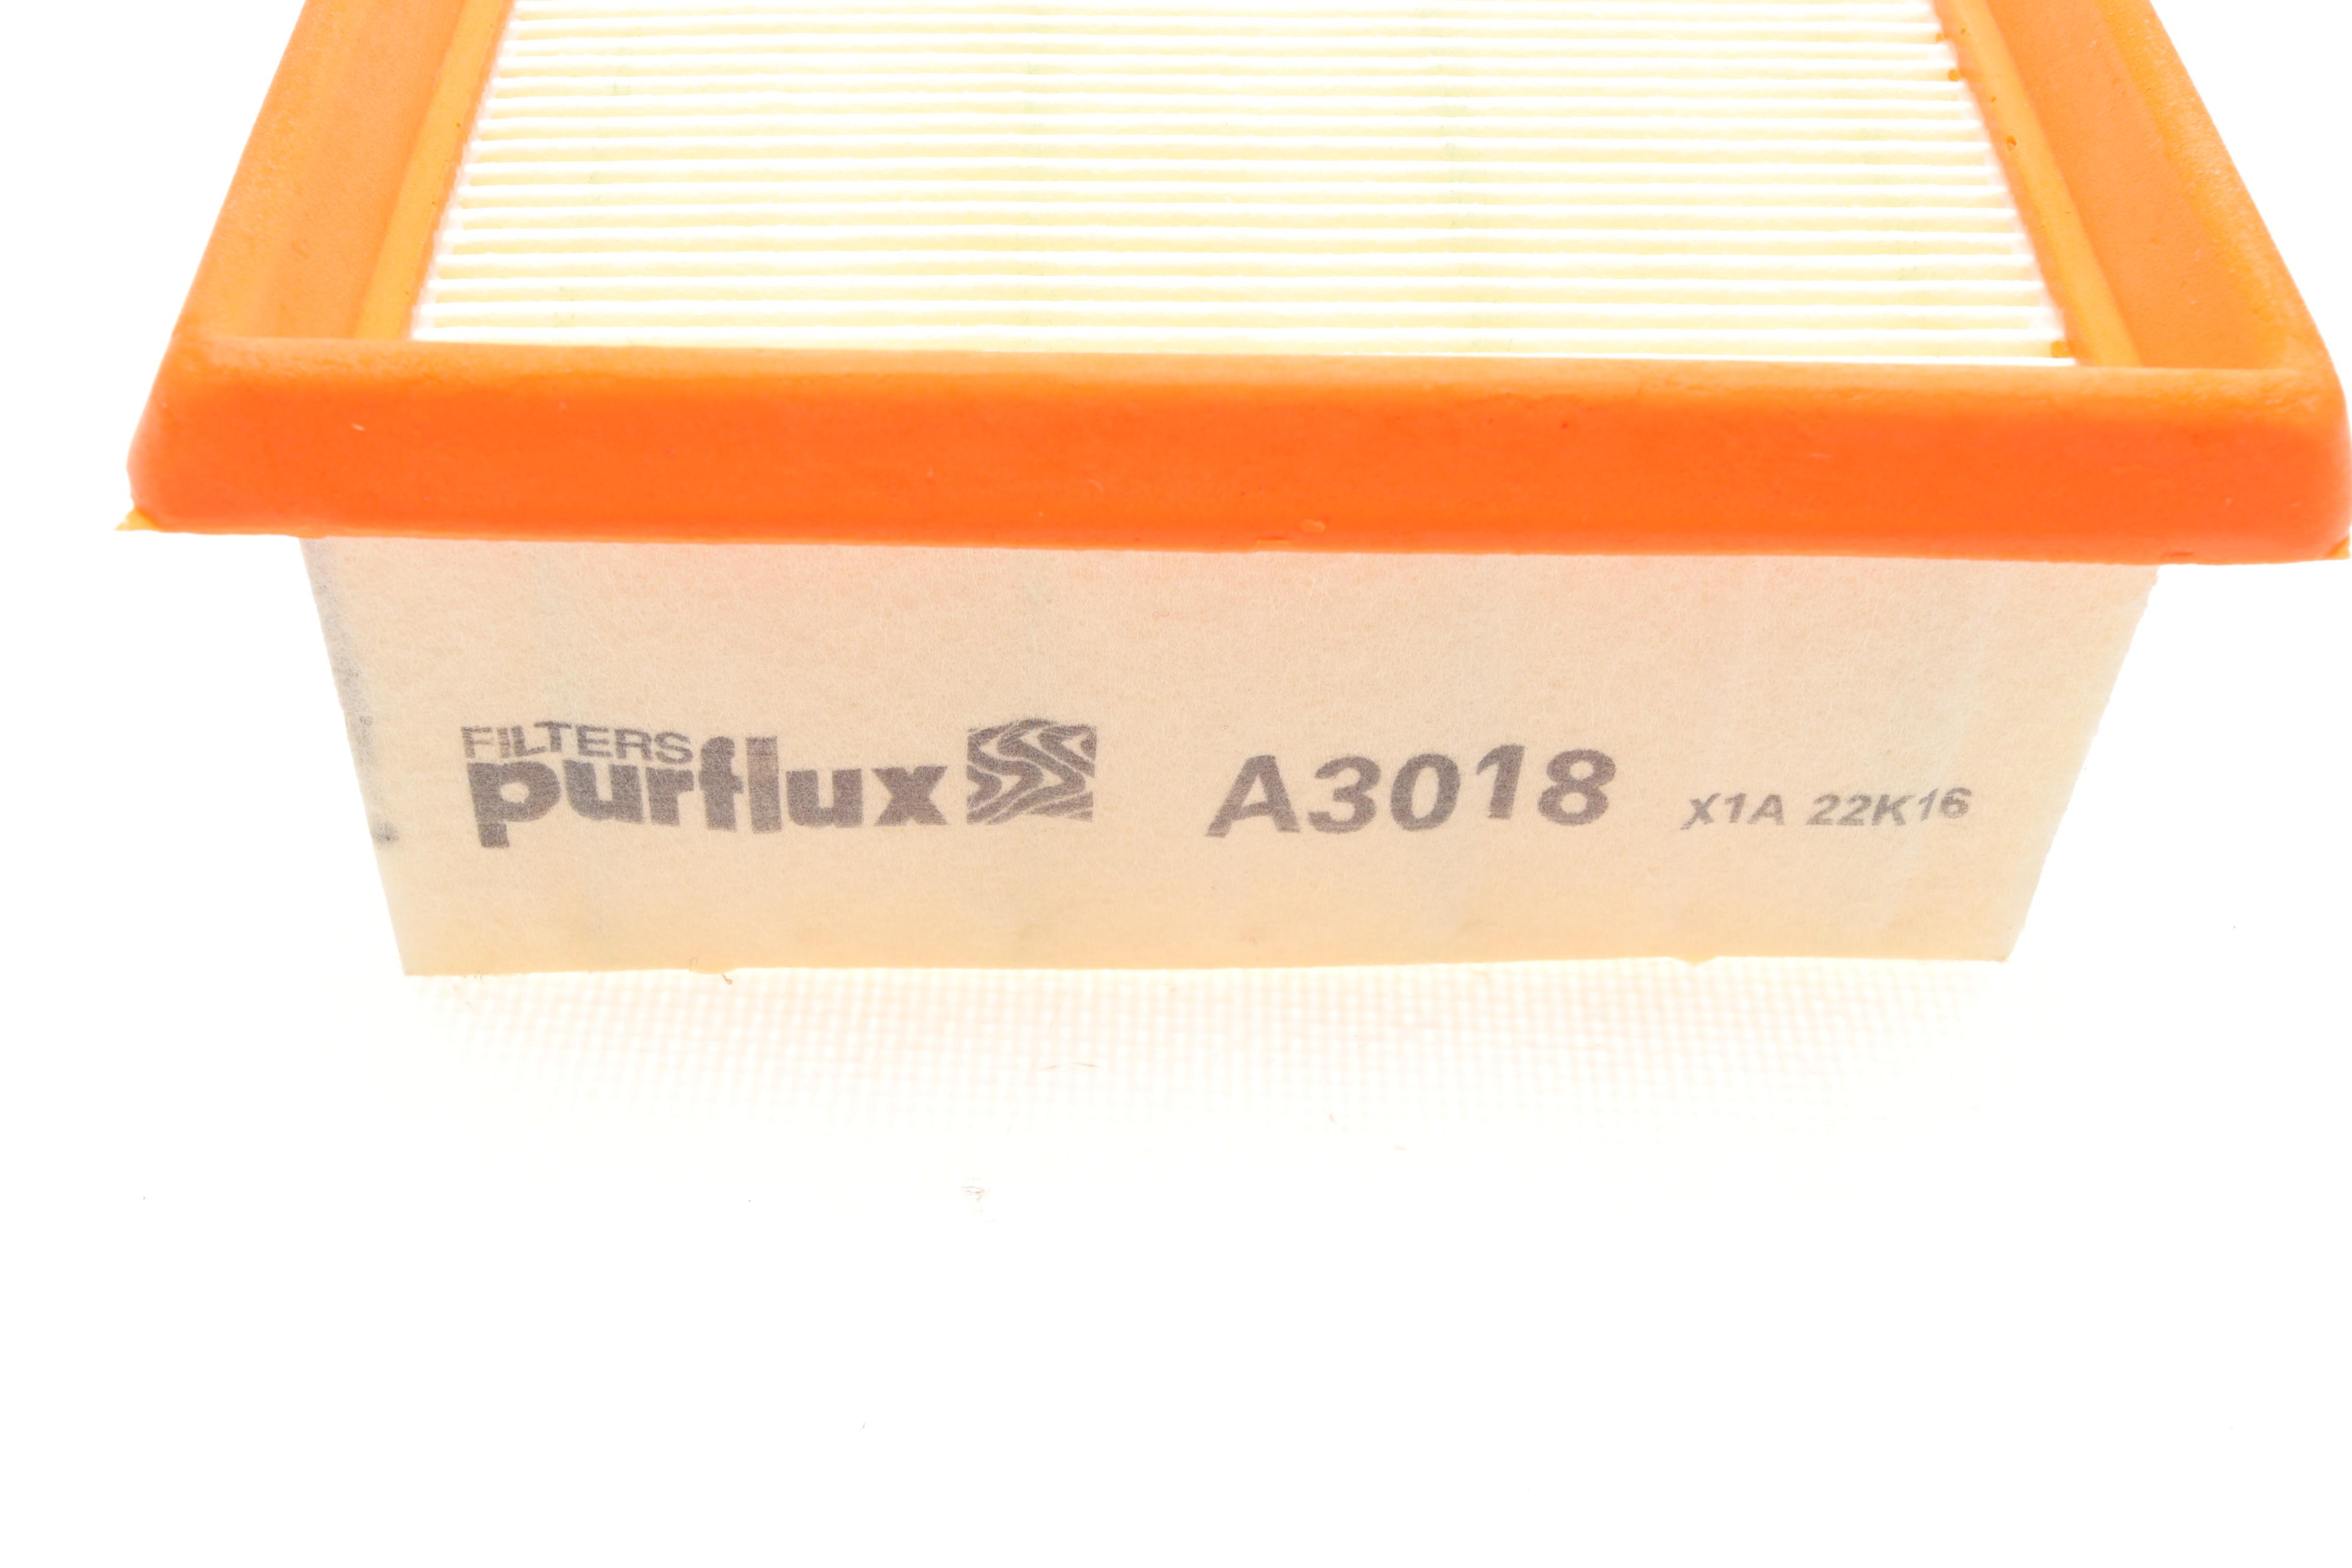 FILTERS
purflux A3018 X1A 22K16